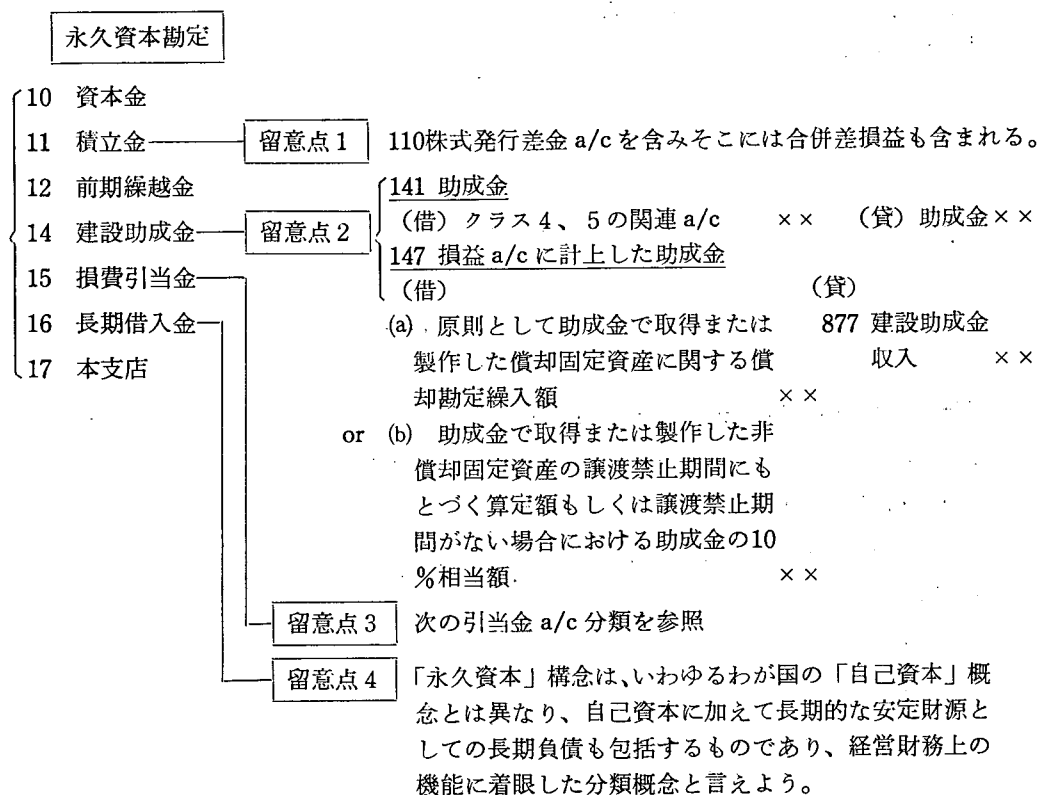 永久資本勘定
10 資本金
11 積立金 留意点1 110株式発行差金 a/c を含みそこには合併差損益も含まれる。
12 前期繰越金
14 建設助成金 留意点2
15 損費引当金
16 長期借入金
17 本支店
141 助成金
(借) クラス4、5の関連 a/c ×× (貸) 助成金××
147 損益 a/c に計上した助成金
(借) (貸)
(a) 原則として助成金で取得または 877 建設助成金
製作した償却固定資産に関する償 収入 ××
却勘定繰入額 ××
or (b) 助成金で取得または製作した非
償却固定資産の譲渡禁止期間にも
とづく算定額もしくは譲渡禁止期
間がない場合における助成金の10
%相当額 ××
留意点3 次の引当金 a/c 分類を参照
留意点4 「永久資本」構念は、いわゆるわが国の「自己資本」概
念とは異なり、自己資本に加えて長期的な安定財源と
しての長期負債も包括するものであり、経営財務上の
機能に着眼した分類概念と言えよう。